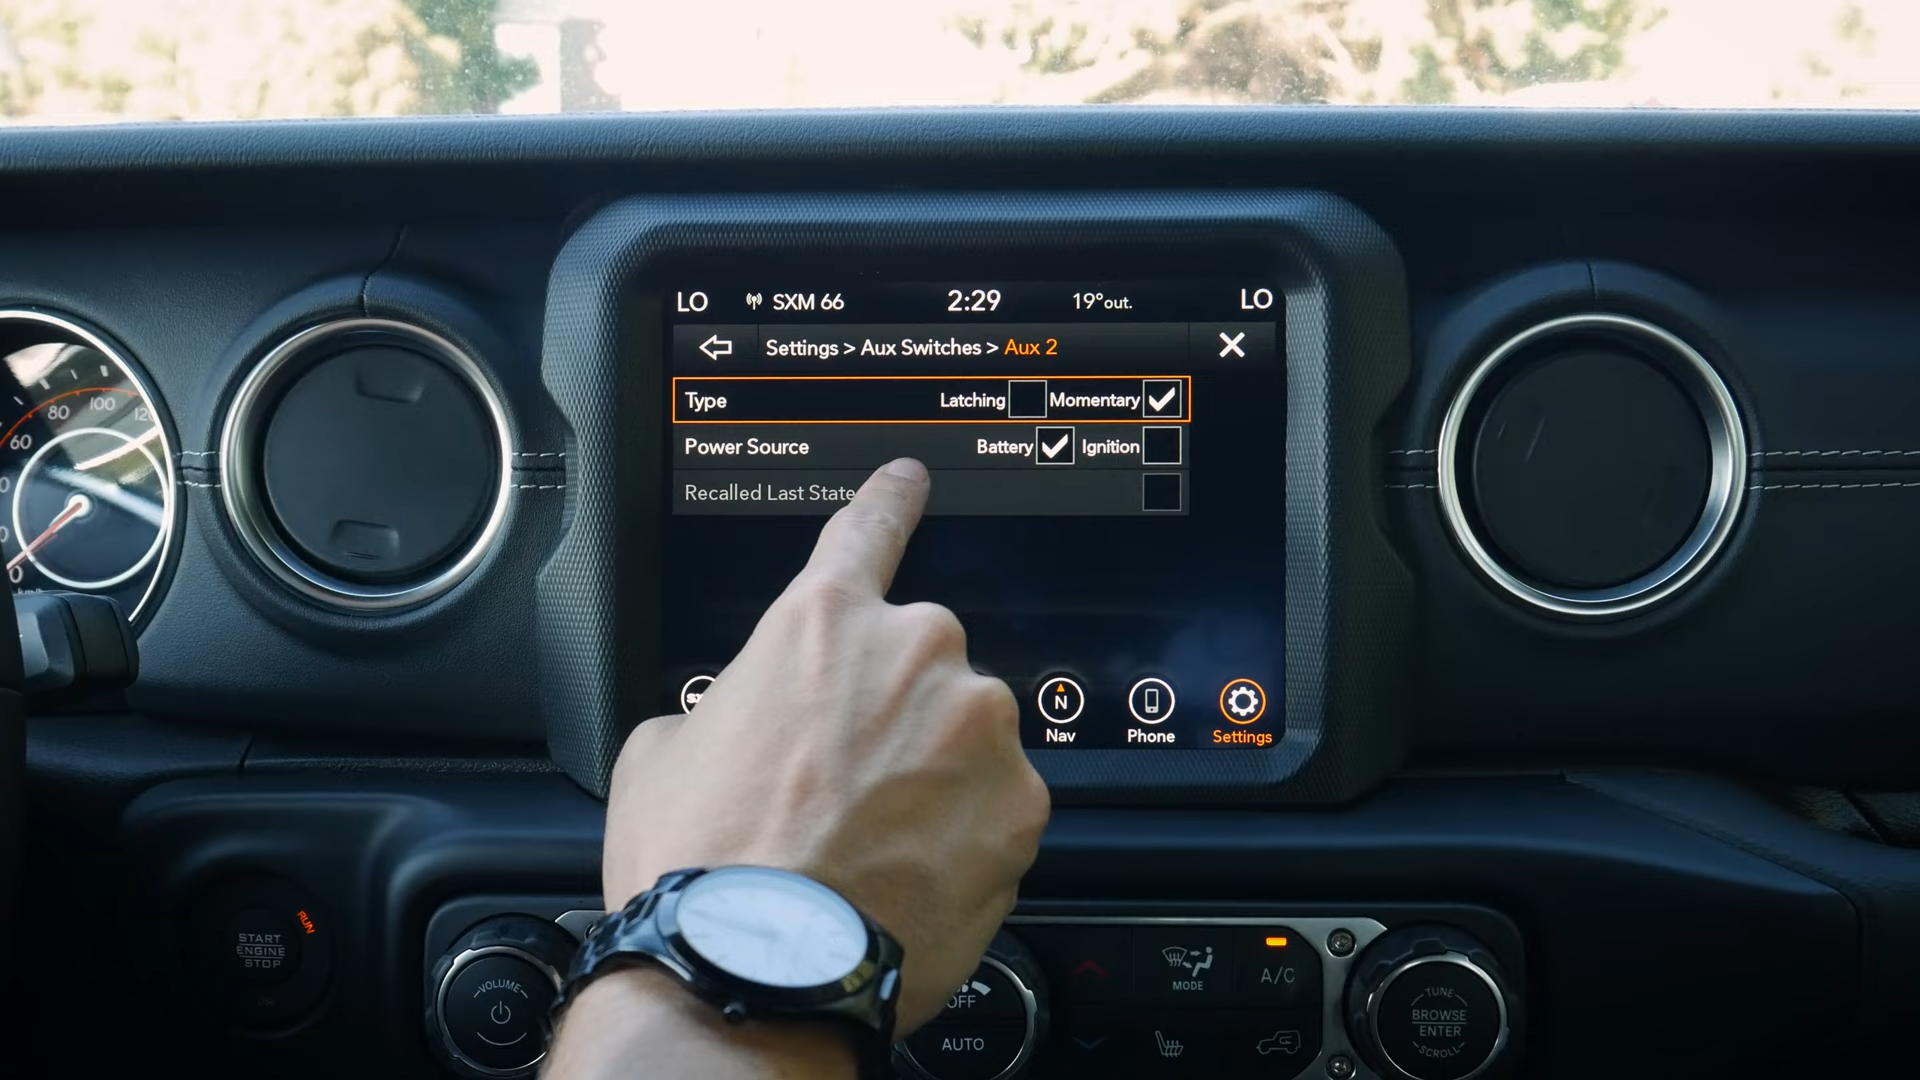 LO SXM 66 2:29 19°out. LO
Settings > Aux Switches > Aux 2
Type Latching Momentary
Power Source Battery Ignition
Recalled Last State
N
Nav Phone Settings
60 80 100
0
RUN
START
ENGINE
STOP
VOLUME
OFF
AUTO
MODE
A/C
TUNE
BROWSE
ENTER
SCROLL